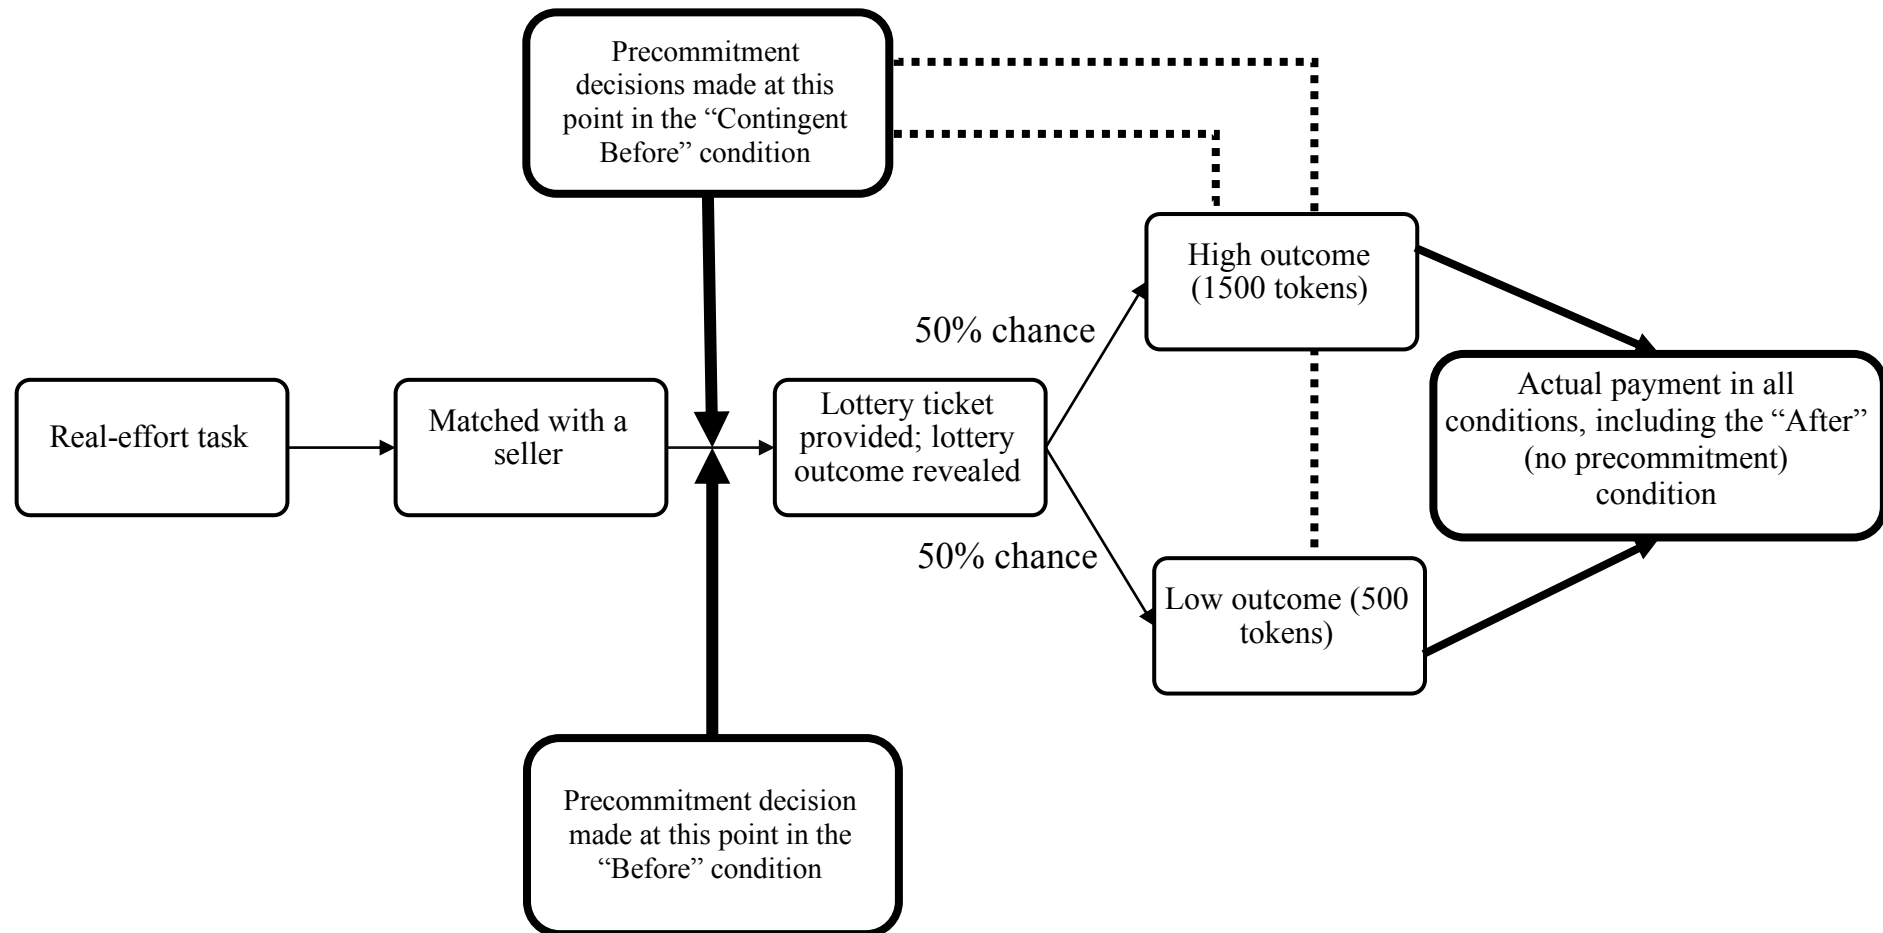 Precommitment
decisions made at this
point in the “Contingent
Before” condition
High outcome
(1500 tokens)
50% chance
Real-effort task
Matched with a
seller
Lottery ticket
provided; lottery
outcome revealed
Actual payment in all
conditions, including the “After”
(no precommitment)
condition
50% chance
Low outcome (500
tokens)
Precommitment decision
made at this point in the
“Before” condition